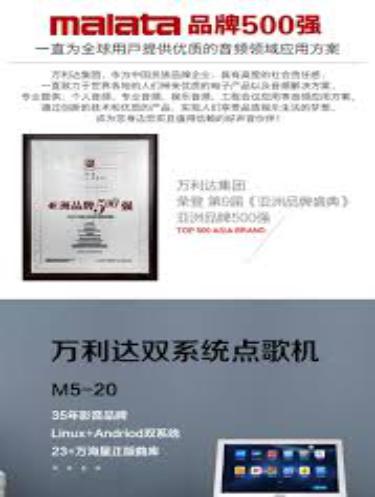 malata 品牌500强
一直为全球用户提供优质的音频领域应用方案
万利达集团，作为中国民族品牌企业，具有高度的社会责任感，
一直致力于世界各地的人们带来优质的电子产品以及音频解决方案。
专业提供：个人音频、专业音频、娱乐音频、工程会议应用等音频应用方案。
通过创新的技术和优质的产品，实现人们享受品质娱乐生活的梦想，
成为您身边忠实且值得信赖的好声音伙伴！
亚洲品牌500强
万利达集团
荣登 第9届《亚洲品牌盛典》
亚洲品牌500强
TOP 500 ASIA BRAND
万利达双系统点歌机
M5-20
35年影音品牌
Linux+Andriod双系统
23+万海量正版曲库